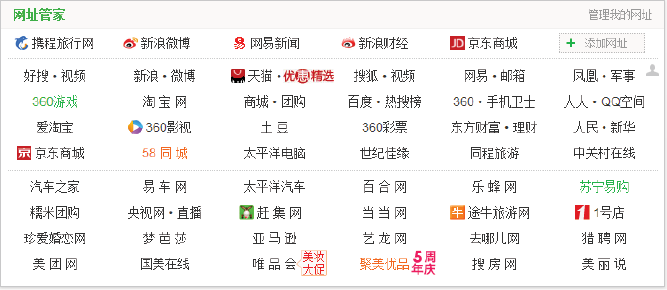 网址管家 管理我的网址
携程旅行网 新浪微博 网易新闻 新浪财经 JD 京东商城 添加网址
好搜·视频 新浪·微博 天猫·优惠精选 搜狐·视频 网易·邮箱 凤凰·军事
360游戏 淘宝网 商城·团购 百度·热搜榜 360·手机卫士 人人·QQ空间
爱淘宝 360影视 土豆 360彩票 东方财富·理财 人民·新华
京 京东商城 58同城 太平洋电脑 世纪佳缘 同程旅游 中关村在线
汽车之家 易车网 太平洋汽车 百合网 乐蜂网 苏宁易购
糯米团购 央视网·直播 赶集网 当当网 牛 途牛旅游网 1 1号店
珍爱婚恋网 梦芭莎 亚马逊 艺龙网 去哪儿网 猎聘网
美团网 国美在线 唯品会 美妆大促 聚美优品 5周年庆 搜房网 美丽说